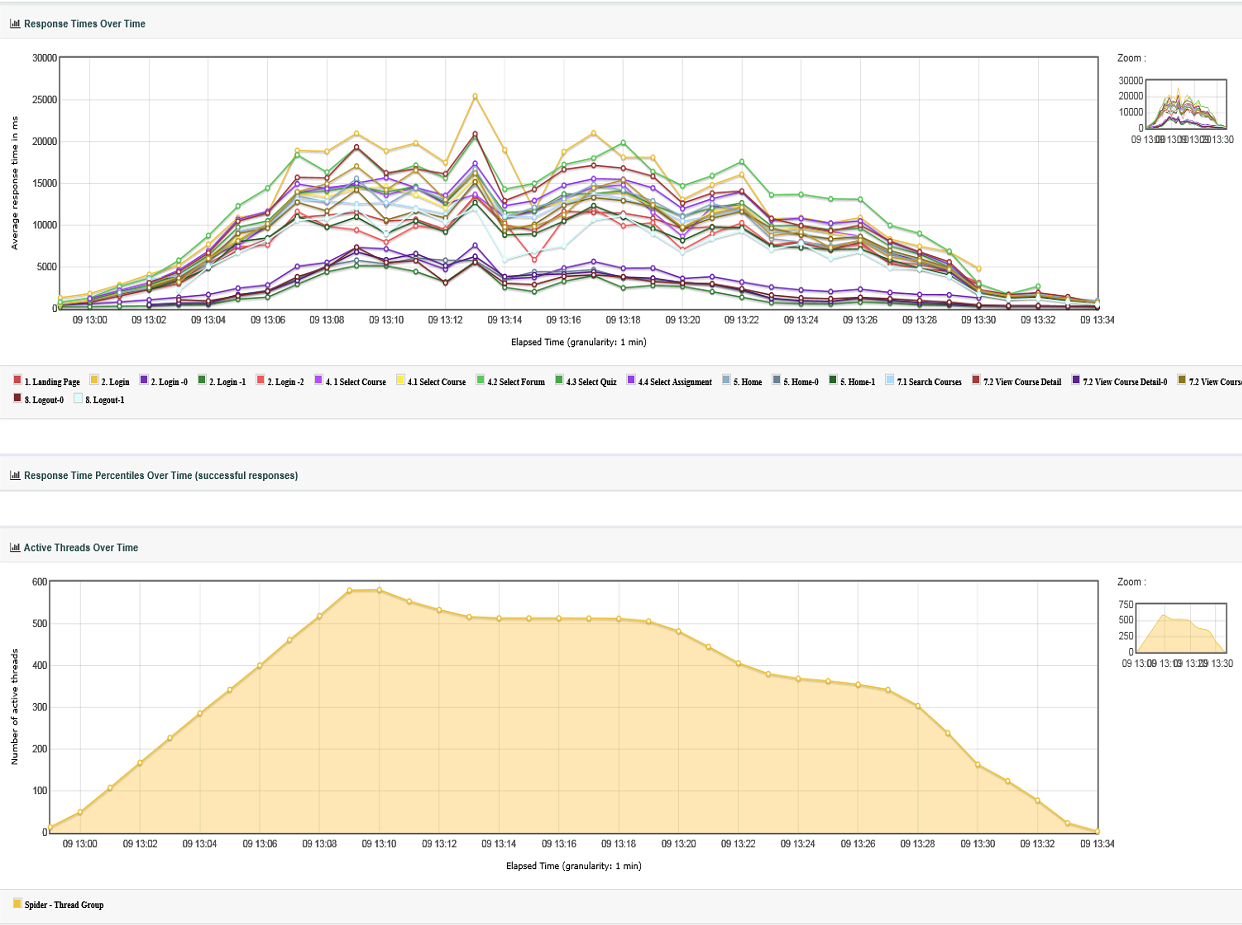 Response Times Over Time
Zoom :
30000
25000
20000
15000
10000
5000
0
Average response time in ms
09 13:00 09 13:02 09 13:04 09 13:06 09 13:08 09 13:10 09 13:12 09 13:14 09 13:16 09 13:18 09 13:20 09 13:22 09 13:24 09 13:26 09 13:28 09 13:30 09 13:32 09 13:34
Elapsed Time (granularity: 1 min)
30000
20000
10000
0
1. Landing Page 2. Login 2. Login -0 2. Login -1 2. Login -2 4. 1 Select Course 4.1 Select Course 4.2 Select Forum 4.3 Select Quiz 4.4 Select Assignment 5. Home 5. Home-0 5. Home-1 7.1 Search Courses 7.2 View Course Detail 7.2 View Course Detail-0 7.2 View Cours
8. Logout-0 8. Logout-1
Response Time Percentiles Over Time (successful responses)
Active Threads Over Time
Zoom :
600
500
400
300
200
100
0
Number of active threads
09 13:00 09 13:02 09 13:04 09 13:06 09 13:08 09 13:10 09 13:12 09 13:14 09 13:16 09 13:18 09 13:20 09 13:22 09 13:24 09 13:26 09 13:28 09 13:30 09 13:32 09 13:34
Elapsed Time (granularity: 1 min)
750
500
250
0
Spider - Thread Group